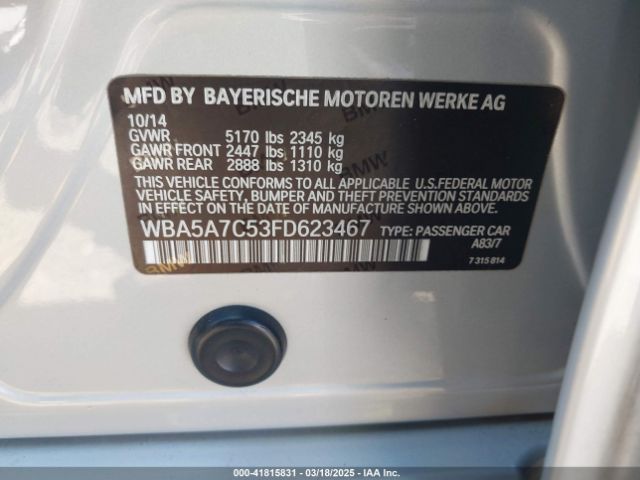 MFD BY BAYERISCHE MOTOREN WERKE AG
10/14
GVWR 5170 lbs 2345 kg
GAWR FRONT 2447 lbs 1110 kg
GAWR REAR 2888 lbs 1310 kg
THIS VEHICLE CONFORMS TO ALL APPLICABLE U.S.FEDERAL MOTOR
VEHICLE SAFETY, BUMPER AND THEFT PREVENTION STANDARDS
IN EFFECT ON THE DATE OF MANUFACTURE SHOWN ABOVE.
WBA5A7C53FD623467 TYPE: PASSENGER CAR
A83/7
7 315 814
000-41815831 — 03/18/2025 — IAA Inc.